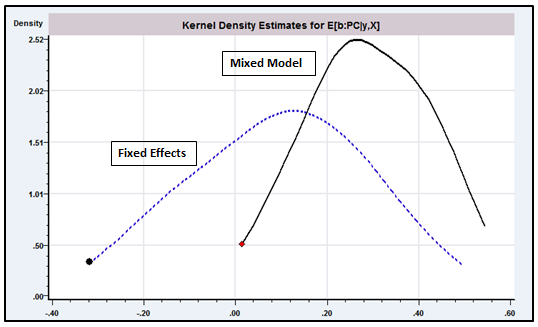 Density
Kernel Density Estimates for E[b:PC|y,X]
2.52
Mixed Model
2.02
1.51
Fixed Effects
1.01
.50
.00
-.40 -.20 .00 .20 .40 .60